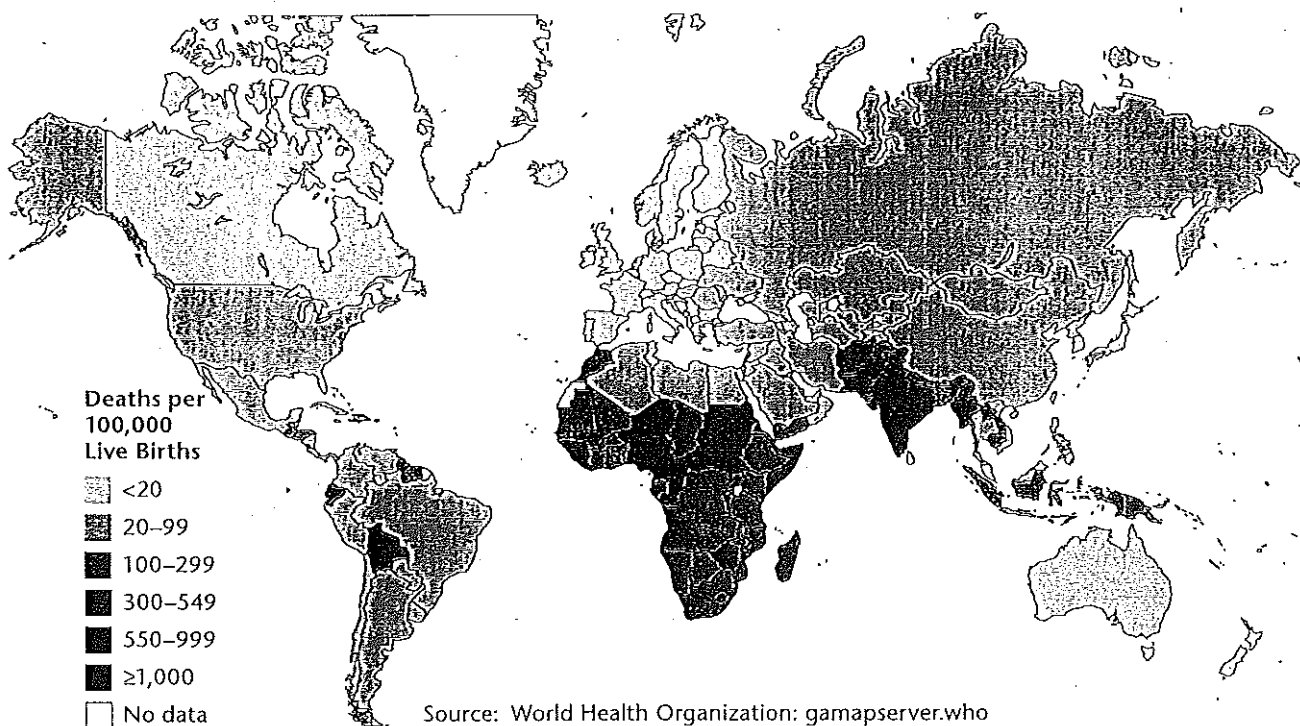 Deaths per
100,000
Live Births
<20
20–99
100–299
300–549
550–999
≥1,000
No data
Source: World Health Organization: gamapserver.who